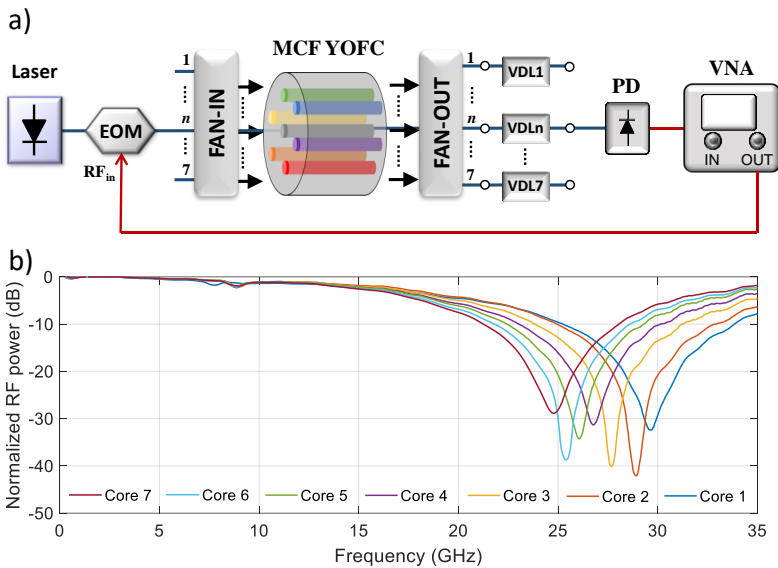 a)
MCF YOFC
Laser
EOM
RF_in
1
n
7
FAN-IN
FAN-OUT
1
n
7
VDL1
VDLn
VDL7
PD
VNA
IN OUT
b)
Normalized RF power (dB)
0
-10
-20
-30
-40
-50
Core 7 Core 6 Core 5 Core 4 Core 3 Core 2 Core 1
0 5 10 15 20 25 30 35
Frequency (GHz)